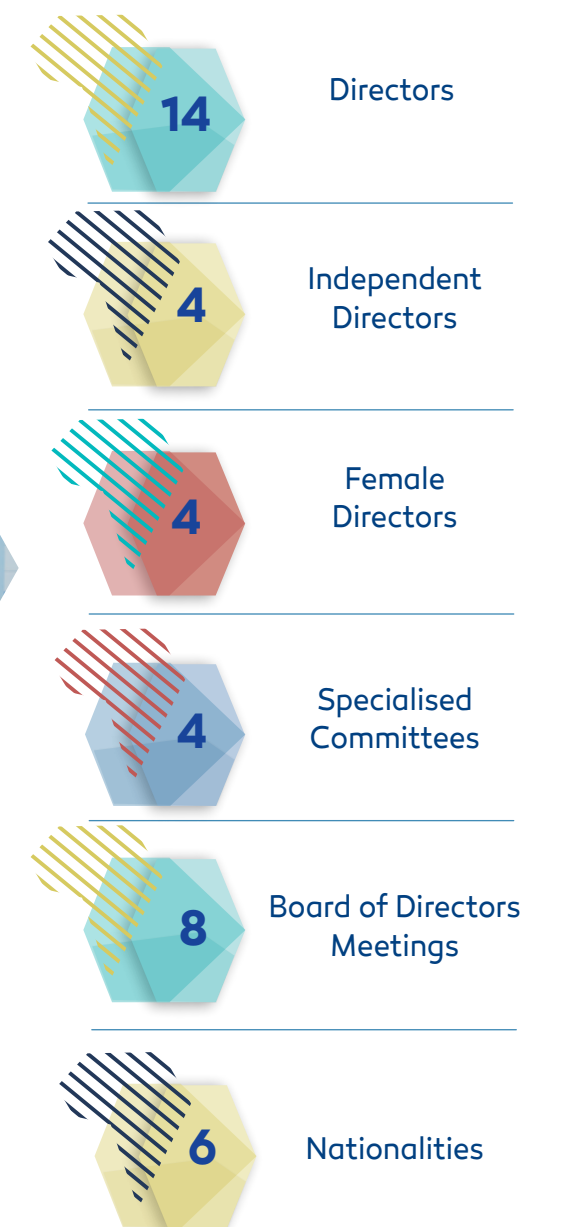 14
Directors
4
Independent
Directors
4
Female
Directors
4
Specialised
Committees
8
Board of Directors
Meetings
6
Nationalities